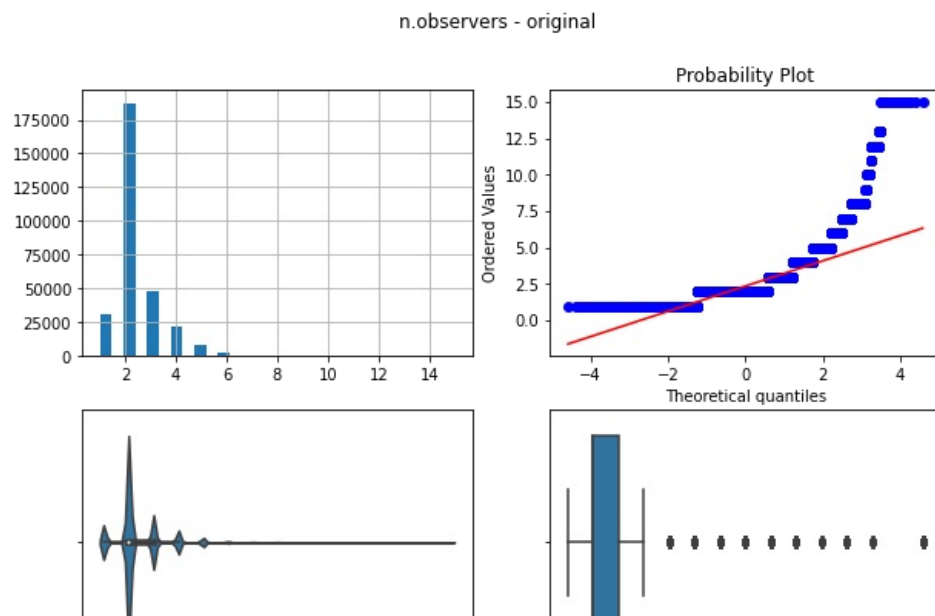 n.observers - original
175000
150000
125000
100000
75000
50000
25000
0
2 4 6 8 10 12 14
Probability Plot
Ordered Values
15.0
12.5
10.0
7.5
5.0
2.5
0.0
−4 −2 0 2 4
Theoretical quantiles